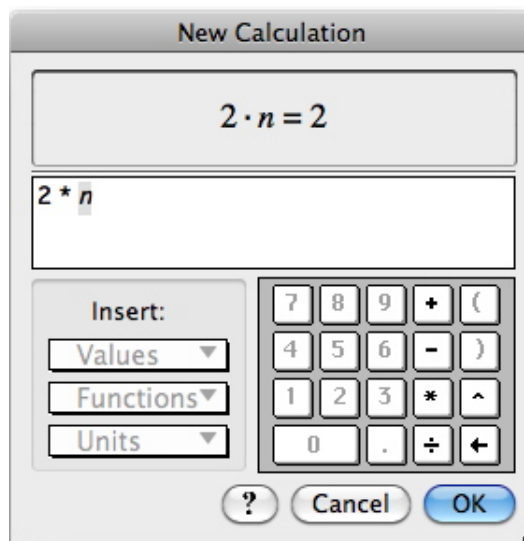 New Calculation
2 · n = 2
2 * n
Insert:
Values
Functions
Units
7 8 9 + (
4 5 6 - )
1 2 3 * ^
0 . ÷ ←
? Cancel OK